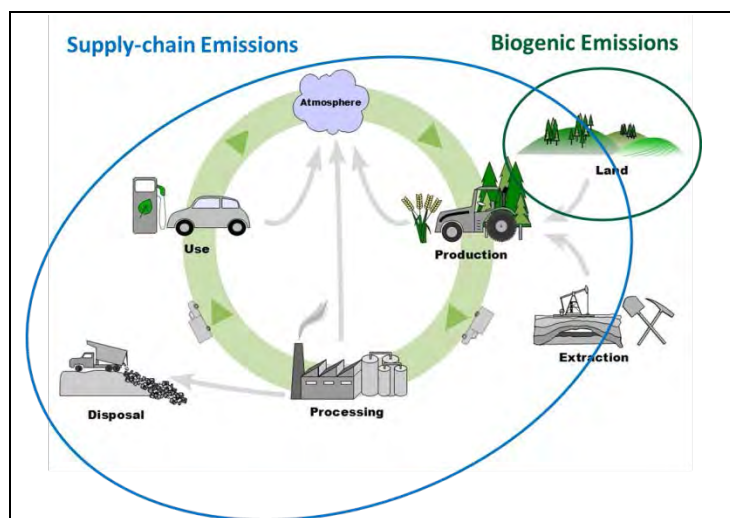 Supply-chain Emissions
Biogenic Emissions
Atmosphere
Land
Use
Production
Extraction
Disposal
Processing